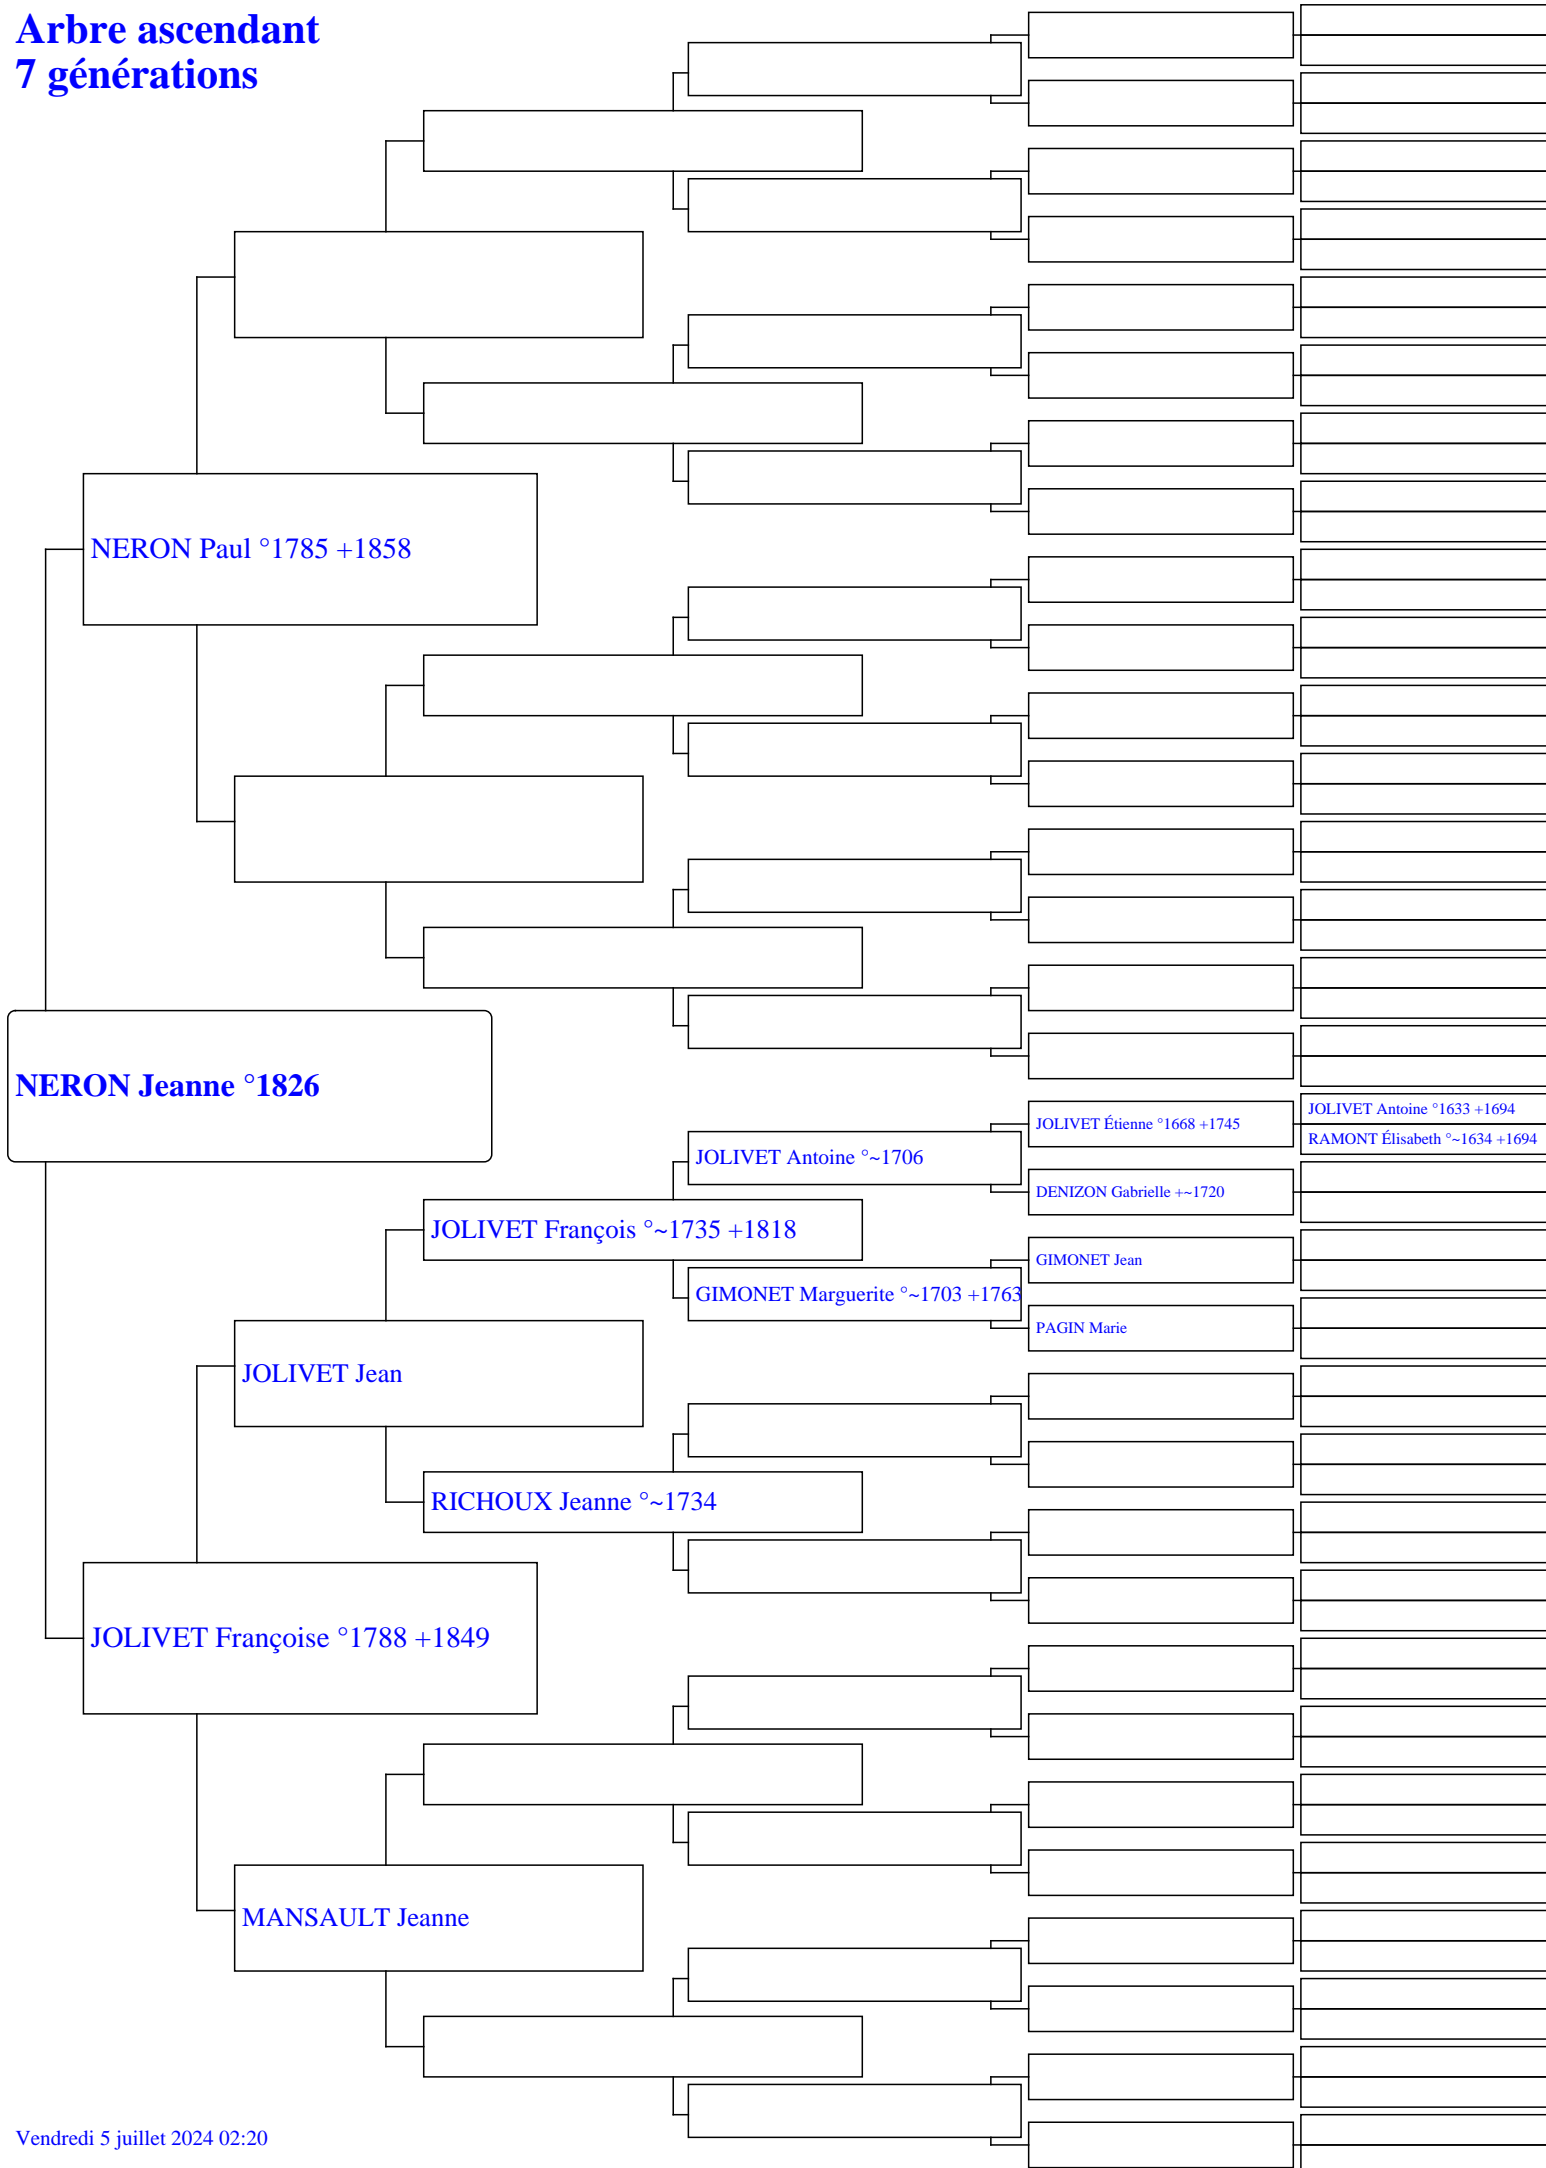 Arbre ascendant
7 générations
NERON Paul °1785 +1858
NERON Jeanne °1826
JOLIVET Antoine °1633 +1694
JOLIVET Étienne °1668 +1745
RAMONT Élisabeth °~1634 +1694
JOLIVET Antoine °~1706
DENIZON Gabrielle +~1720
JOLIVET François °~1735 +1818
GIMONET Jean
GIMONET Marguerite °~1703 +1763
PAGIN Marie
JOLIVET Jean
RICHOUX Jeanne °~1734
JOLIVET Françoise °1788 +1849
MANSAULT Jeanne
Vendredi 5 juillet 2024 02:20